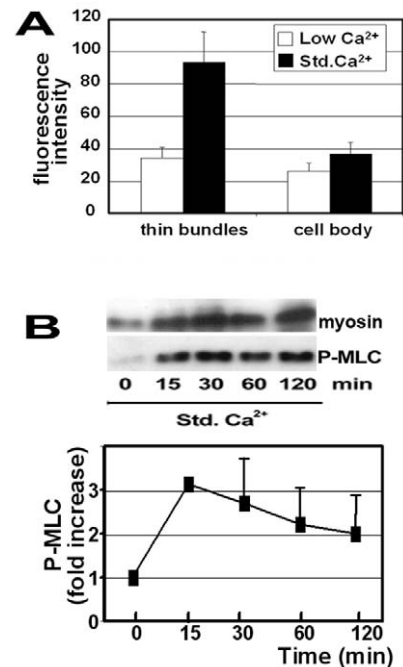 A
120
100
80
60
40
20
0
fluorescence
intensity
Low Ca²⁺
Std.Ca²⁺
thin bundles cell body
B
myosin
P-MLC
0 15 30 60 120 min
Std. Ca²⁺
P-MLC
(fold increase)
3
2
1
0
0 15 30 60 120
Time (min)